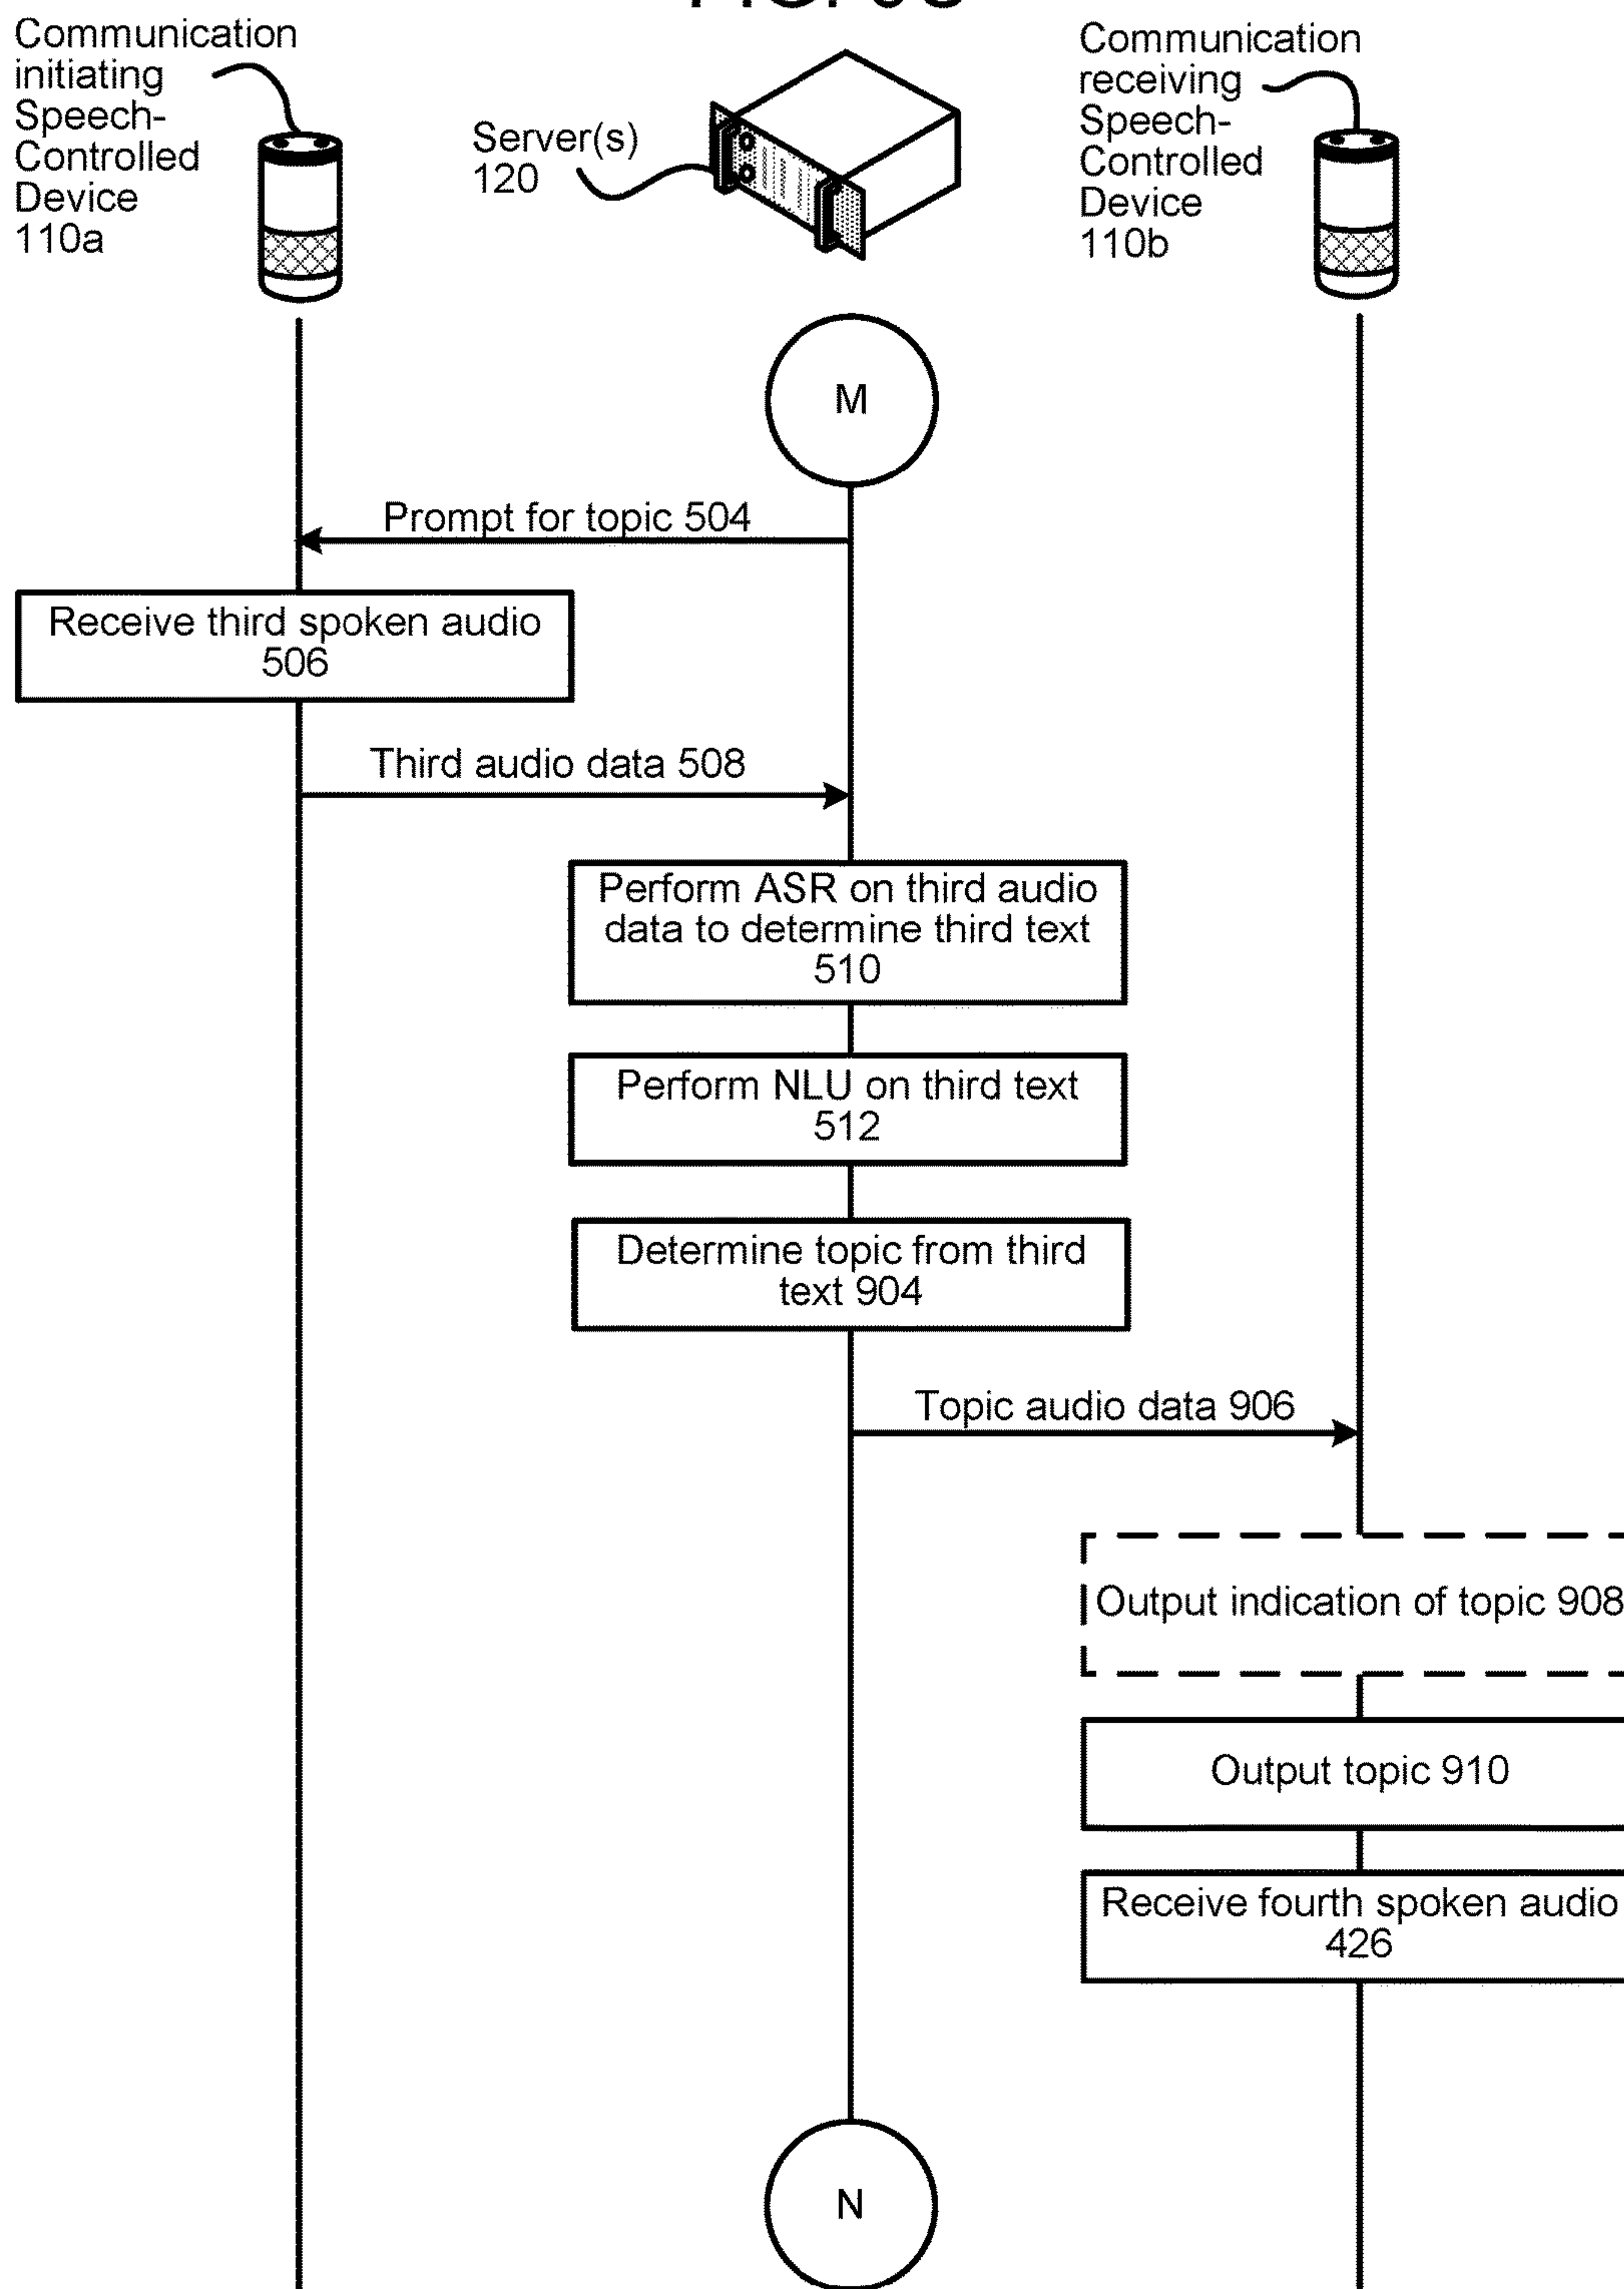 Communication
initiating
Speech-
Controlled
Device
110a
Server(s)
120
Communication
receiving
Speech-
Controlled
Device
110b
M
Prompt for topic 504
Receive third spoken audio
506
Third audio data 508
Perform ASR on third audio
data to determine third text
510
Perform NLU on third text
512
Determine topic from third
text 904
Topic audio data 906
Output indication of topic 908
Output topic 910
Receive fourth spoken audio
426
N